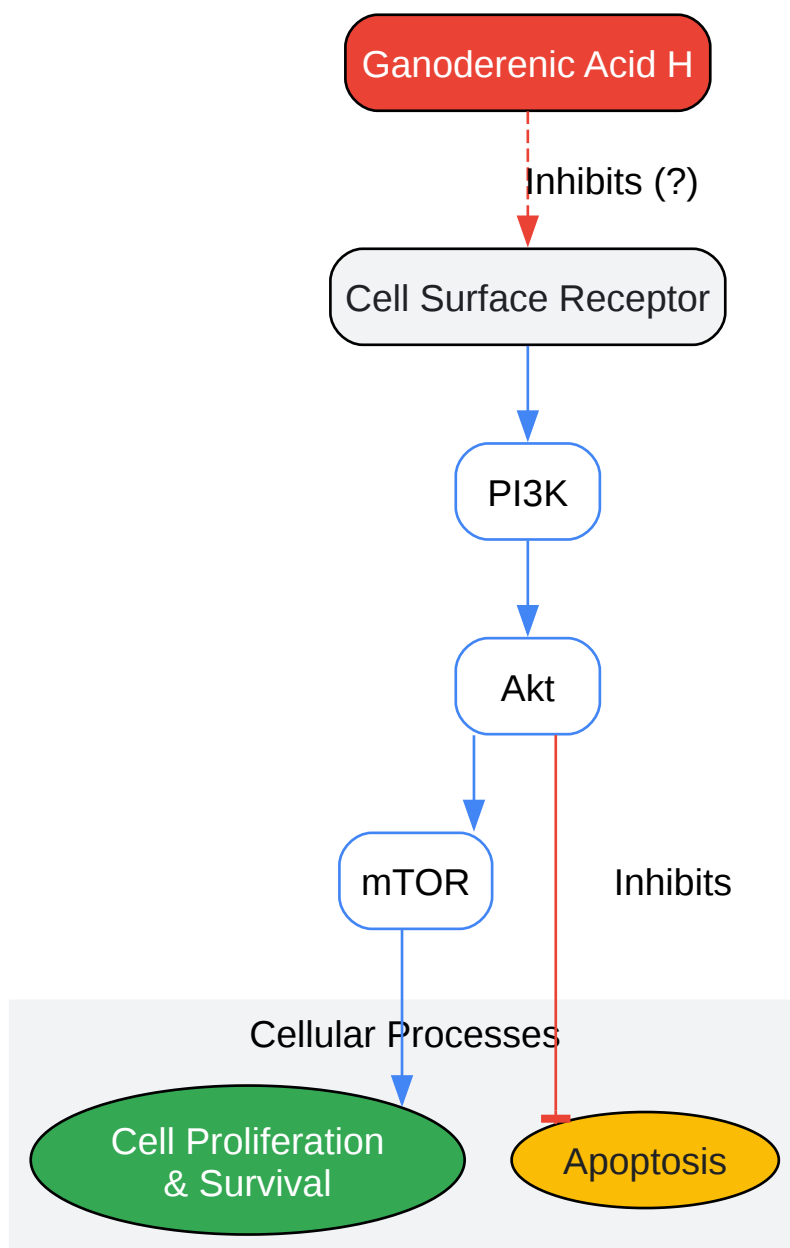 Ganoderenic Acid H
Inhibits (?)
Cell Surface Receptor
PI3K
Akt
mTOR
Inhibits
Cellular Processes
Cell Proliferation
& Survival
Apoptosis